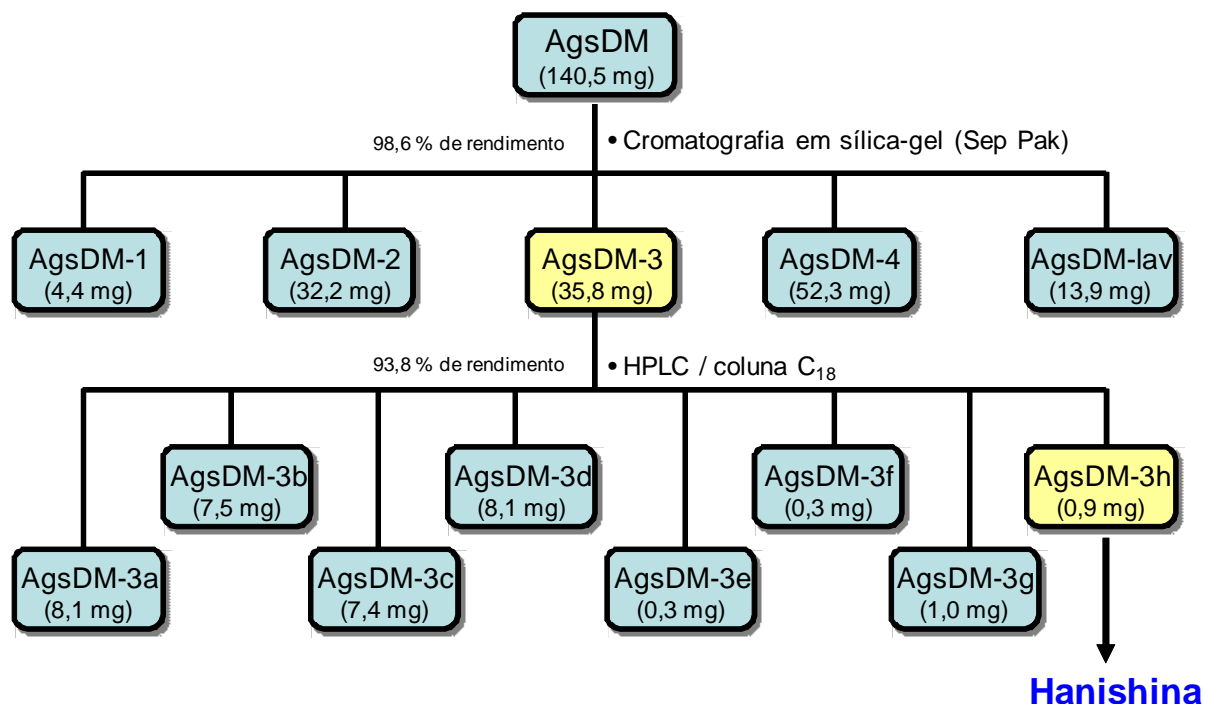 AgsDM
(140,5 mg)
98,6 % de rendimento
• Cromatografia em sílica-gel (Sep Pak)
AgsDM-1
(4,4 mg)
AgsDM-2
(32,2 mg)
AgsDM-3
(35,8 mg)
AgsDM-4
(52,3 mg)
AgsDM-lav
(13,9 mg)
93,8 % de rendimento
• HPLC / coluna C₁₈
AgsDM-3b
(7,5 mg)
AgsDM-3d
(8,1 mg)
AgsDM-3f
(0,3 mg)
AgsDM-3h
(0,9 mg)
AgsDM-3a
(8,1 mg)
AgsDM-3c
(7,4 mg)
AgsDM-3e
(0,3 mg)
AgsDM-3g
(1,0 mg)
Hanishina